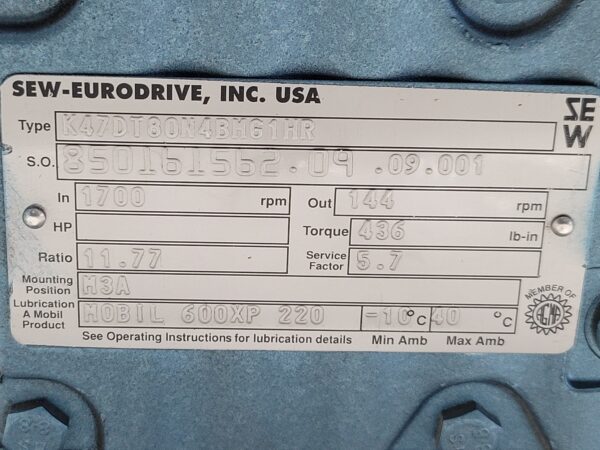 SEW-EURODRIVE, INC. USA
SEW
Type K47DT80N4BMG1HR
S.O. 850161562.09 .09.001
In 1700 rpm Out 144 rpm
HP Torque 436 lb-in
Ratio 11.77 Service Factor 5.7
Mounting Position M3A
Lubrication A Mobil Product MOBIL 600XP 220 -10 °C 40 °C
See Operating Instructions for lubrication details Min Amb Max Amb
MEMBER OF
AGMA